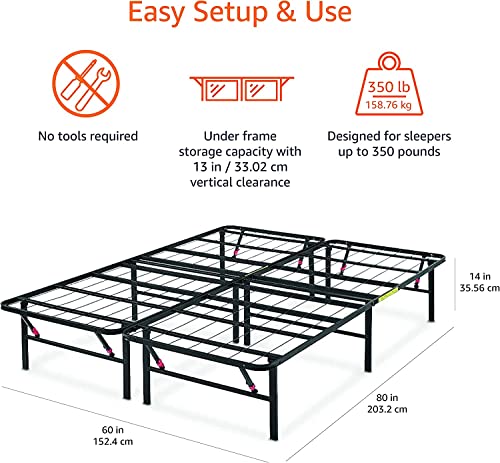 Easy Setup & Use
350 lb
158.76 kg
No tools required
Under frame
storage capacity with
13 in / 33.02 cm
vertical clearance
Designed for sleepers
up to 350 pounds
14 in
35.56 cm
80 in
203.2 cm
60 in
152.4 cm